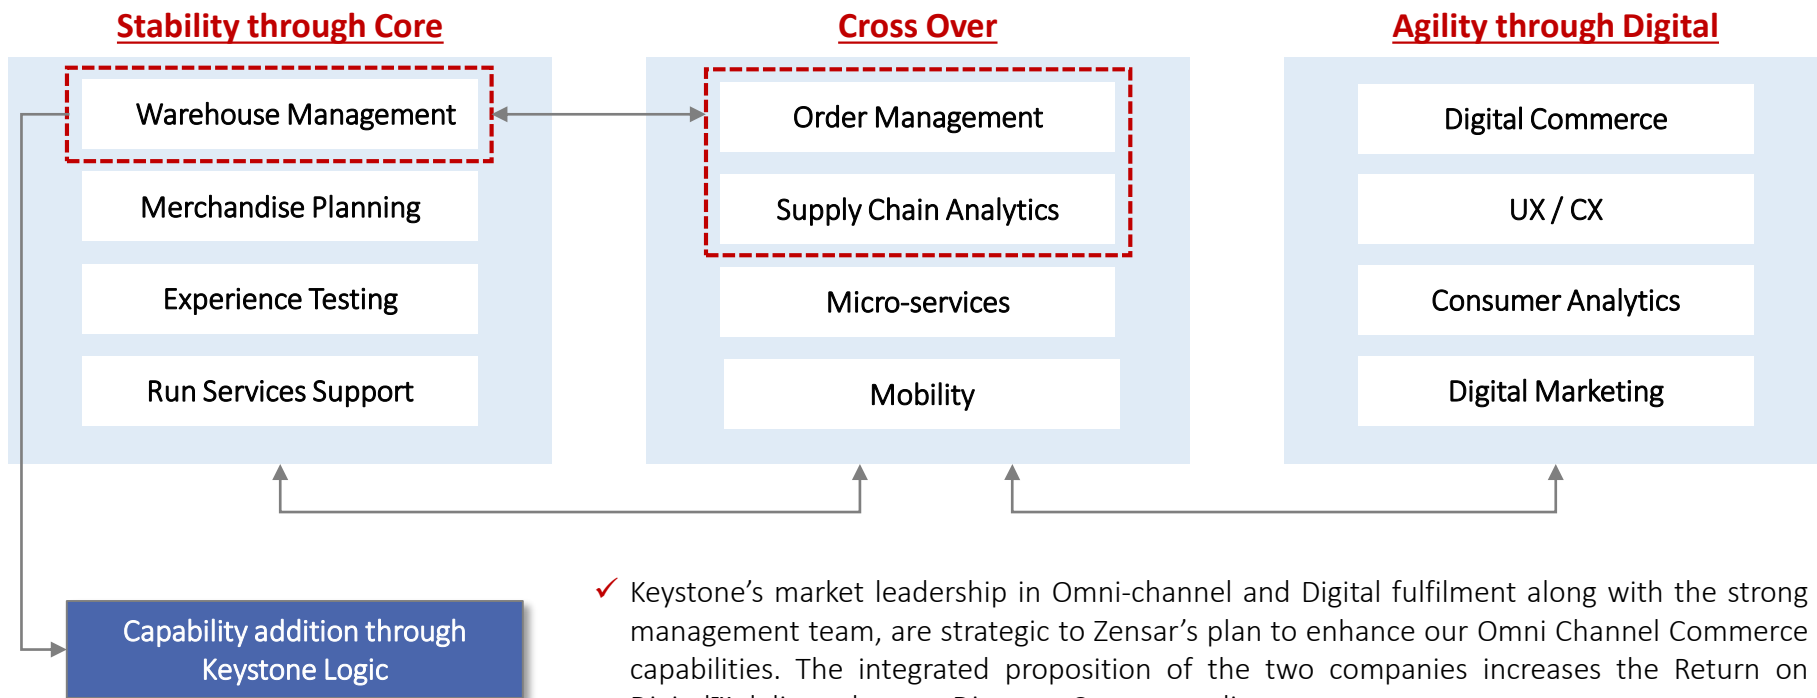 Stability through Core
Cross Over
Agility through Digital
Warehouse Management
Merchandise Planning
Experience Testing
Run Services Support
Order Management
Supply Chain Analytics
Micro-services
Mobility
Digital Commerce
UX / CX
Consumer Analytics
Digital Marketing
Capability addition through
Keystone Logic
✓ Keystone’s market leadership in Omni-channel and Digital fulfilment along with the strong
management team, are strategic to Zensar’s plan to enhance our Omni Channel Commerce
capabilities. The integrated proposition of the two companies increases the Return on